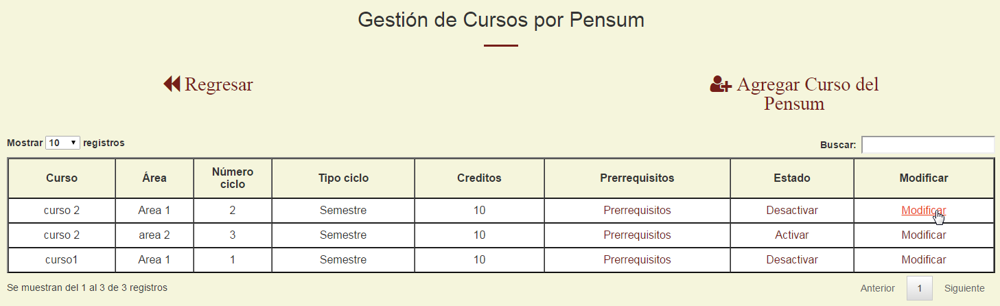 Gestión de Cursos por Pensum
Regresar
Agregar Curso del
Pensum
Mostrar 10 registros
Buscar:
Curso Área Número ciclo Tipo ciclo Creditos Prerrequisitos Estado Modificar
curso 2 Area 1 2 Semestre 10 Prerrequisitos Desactivar Modificar
curso 2 area 2 3 Semestre 10 Prerrequisitos Activar Modificar
curso1 Area 1 1 Semestre 10 Prerrequisitos Desactivar Modificar
Se muestran del 1 al 3 de 3 registros
Anterior 1 Siguiente